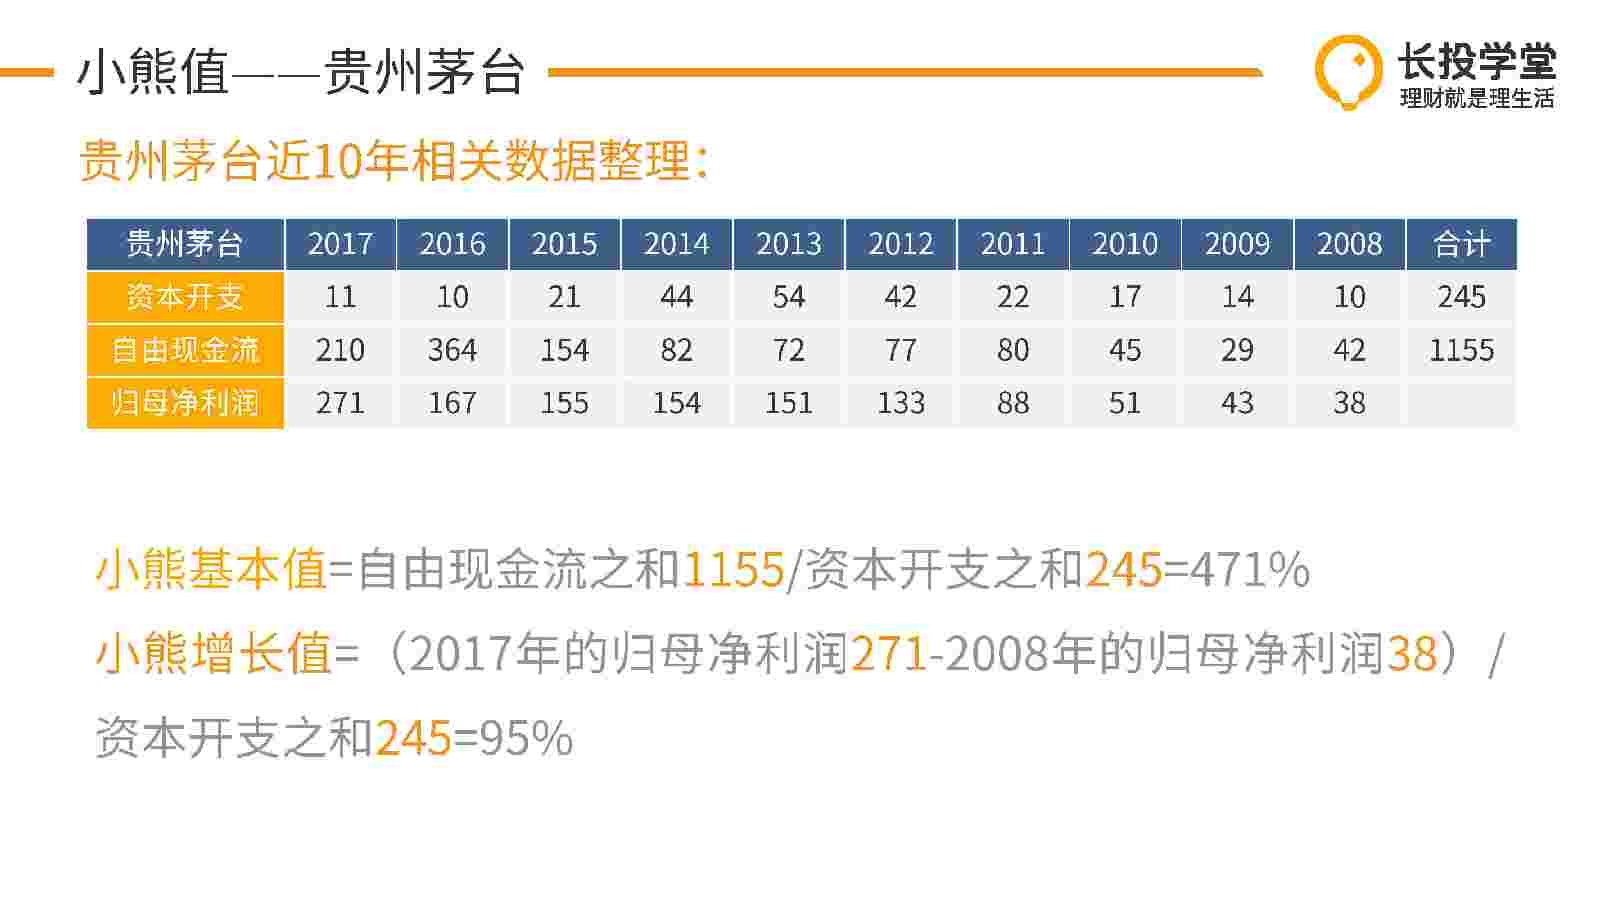 小熊值——贵州茅台
长投学堂
理财就是理生活
贵州茅台近10年相关数据整理：
贵州茅台 2017 2016 2015 2014 2013 2012 2011 2010 2009 2008 合计
资本开支 11 10 21 44 54 42 22 17 14 10 245
自由现金流 210 364 154 82 72 77 80 45 29 42 1155
归母净利润 271 167 155 154 151 133 88 51 43 38
小熊基本值=自由现金流之和1155/资本开支之和245=471%
小熊增长值=（2017年的归母净利润271-2008年的归母净利润38）/
资本开支之和245=95%